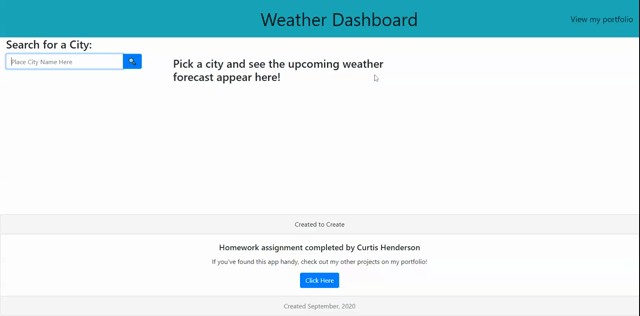 Weather Dashboard
View my portfolio
Search for a City:
Place City Name Here
Pick a city and see the upcoming weather
forecast appear here!
Created to Create
Homework assignment completed by Curtis Henderson
If you've found this app handy, check out my other projects on my portfolio!
Click Here
Created September, 2020